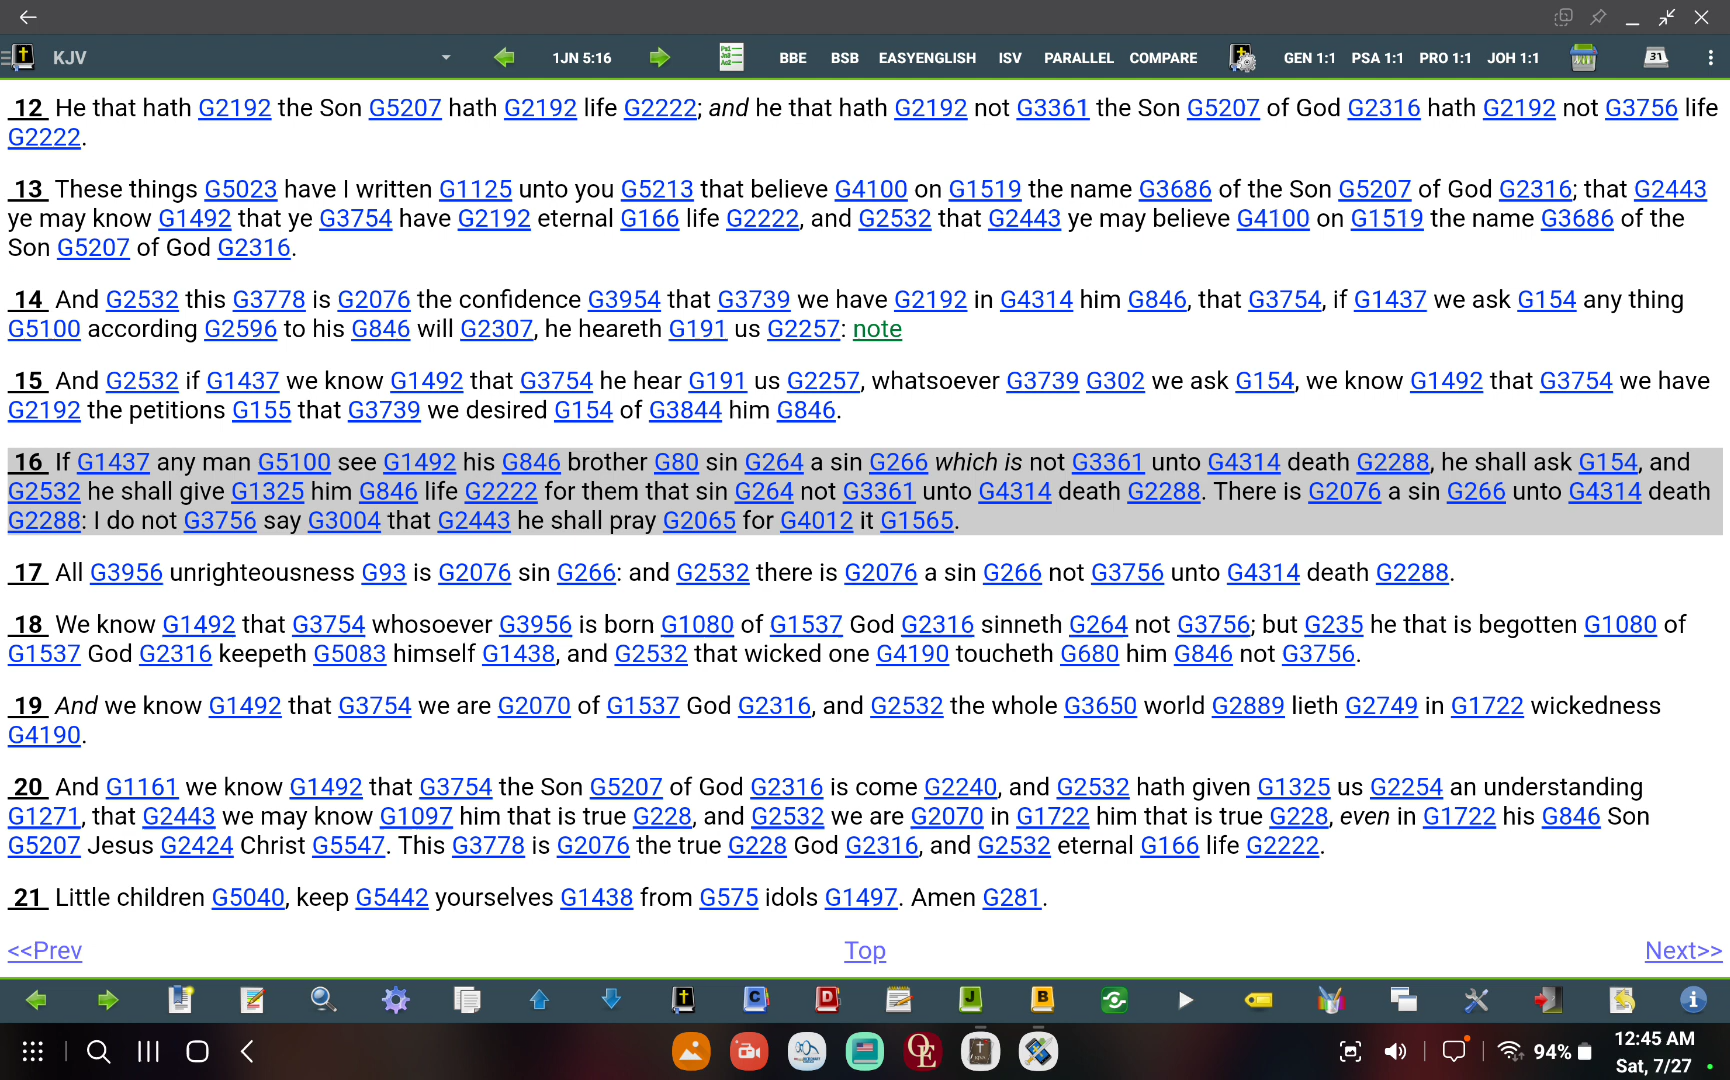 KJV 1JN 5:16 BBE BSB EASYENGLISH ISV PARALLEL COMPARE GEN 1:1 PSA 1:1 PRO 1:1 JOH 1:1 31
12 He that hath G2192 the Son G5207 hath G2192 life G2222; and he that hath G2192 not G3361 the Son G5207 of God G2316 hath G2192 not G3756 life
G2222.
13 These things G5023 have I written G1125 unto you G5213 that believe G4100 on G1519 the name G3686 of the Son G5207 of God G2316; that G2443
ye may know G1492 that ye G3754 have G2192 eternal G166 life G2222, and G2532 that G2443 ye may believe G4100 on G1519 the name G3686 of the
Son G5207 of God G2316.
14 And G2532 this G3778 is G2076 the confidence G3954 that G3739 we have G2192 in G4314 him G846, that G3754, if G1437 we ask G154 any thing
G5100 according G2596 to his G846 will G2307, he heareth G191 us G2257: note
15 And G2532 if G1437 we know G1492 that G3754 he hear G191 us G2257, whatsoever G3739 G302 we ask G154, we know G1492 that G3754 we have
G2192 the petitions G155 that G3739 we desired G154 of G3844 him G846.
16 If G1437 any man G5100 see G1492 his G846 brother G80 sin G264 a sin G266 which is not G3361 unto G4314 death G2288, he shall ask G154, and
G2532 he shall give G1325 him G846 life G2222 for them that sin G264 not G3361 unto G4314 death G2288. There is G2076 a sin G266 unto G4314 death
G2288: I do not G3756 say G3004 that G2443 he shall pray G2065 for G4012 it G1565.
17 All G3956 unrighteousness G93 is G2076 sin G266: and G2532 there is G2076 a sin G266 not G3756 unto G4314 death G2288.
18 We know G1492 that G3754 whosoever G3956 is born G1080 of G1537 God G2316 sinneth G264 not G3756; but G235 he that is begotten G1080 of
G1537 God G2316 keepeth G5083 himself G1438, and G2532 that wicked one G4190 toucheth G680 him G846 not G3756.
19 And we know G1492 that G3754 we are G2070 of G1537 God G2316, and G2532 the whole G3650 world G2889 lieth G2749 in G1722 wickedness
G4190.
20 And G1161 we know G1492 that G3754 the Son G5207 of God G2316 is come G2240, and G2532 hath given G1325 us G2254 an understanding
G1271, that G2443 we may know G1097 him that is true G228, and G2532 we are G2070 in G1722 him that is true G228, even in G1722 his G846 Son
G5207 Jesus G2424 Christ G5547. This G3778 is G2076 the true G228 God G2316, and G2532 eternal G166 life G2222.
21 Little children G5040, keep G5442 yourselves G1438 from G575 idols G1497. Amen G281.
<<Prev Top Next>>
C D J B
94% 12:45 AM
Sat, 7/27